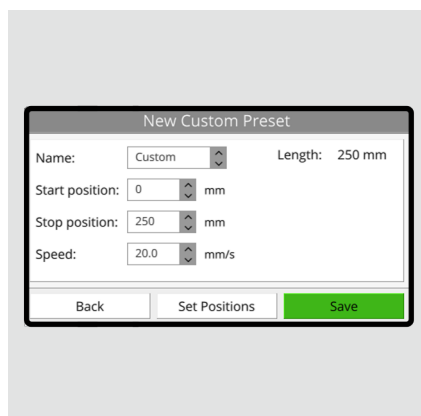 New Custom Preset
Name: Custom Length: 250 mm
Start position: 0 mm
Stop position: 250 mm
Speed: 20.0 mm/s
Back Set Positions Save